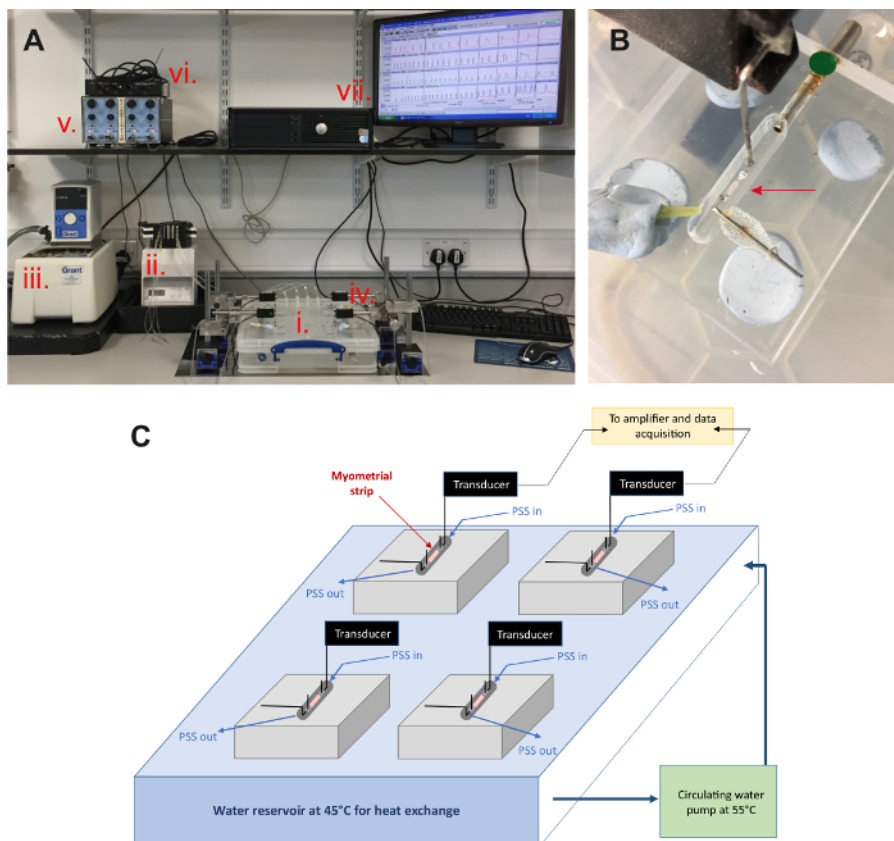 A
vi.
v.
vii.
iii.
Grant
ii.
iv.
i.
B
C
To amplifier and data
acquisition
Transducer
Transducer
Myometrial
strip
PSS in
PSS in
PSS out
PSS out
Transducer
Transducer
PSS in
PSS in
PSS out
PSS out
Water reservoir at 45°C for heat exchange
Circulating water
pump at 55°C